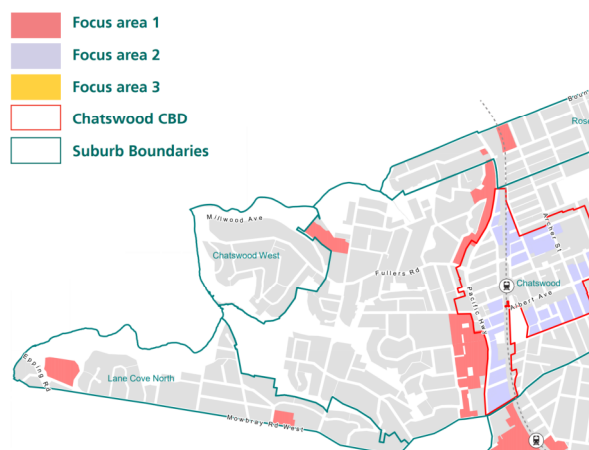 Focus area 1
Focus area 2
Focus area 3
Chatswood CBD
Suburb Boundaries
Millwood Ave
Chatswood West
Fullers Rd
Archer St
Chatswood
Albert Ave
Pacific Hwy
Epping Rd
Lane Cove North
Mowbray Rd West